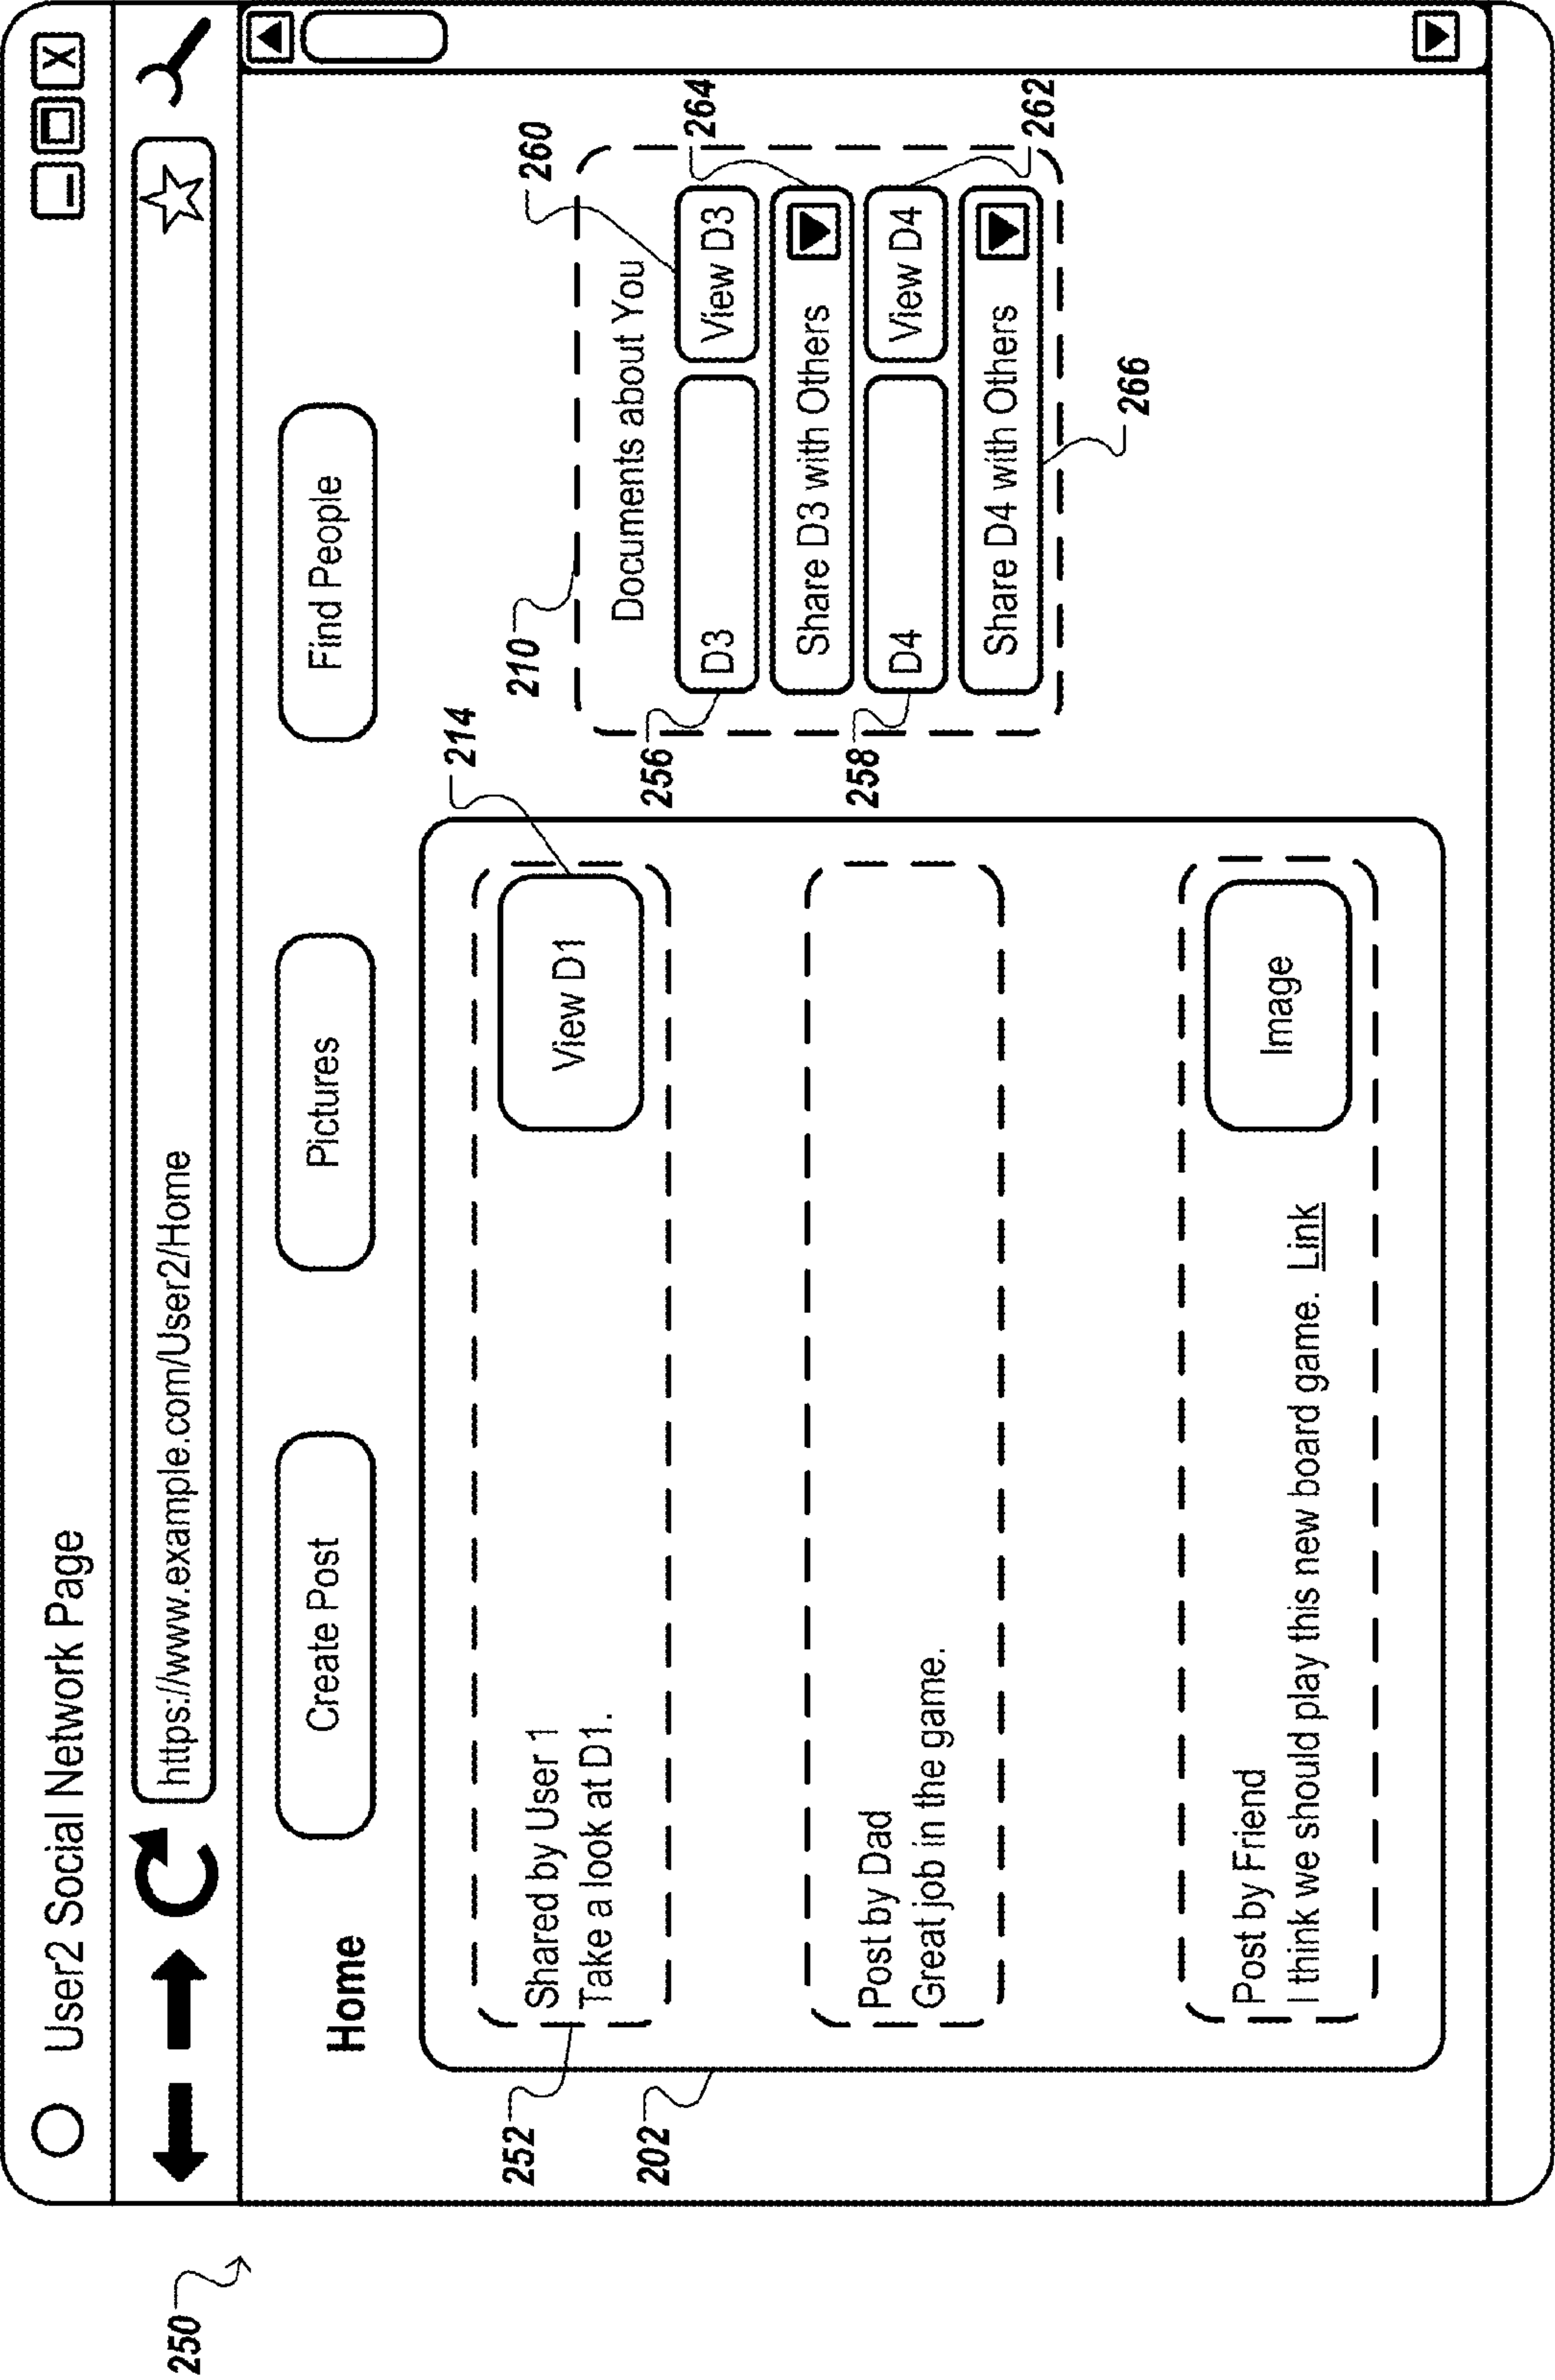 250
User2 Social Network Page
X
https://www.example.com/User2/Home
Home
Create Post
Pictures
Find People
252
202
Shared by User 1
Take a look at D1.
View D1
214
Post by Dad
Great job in the game.
Post by Friend
I think we should play this new board game. Link
Image
210
260
Documents about You
256
D3
View D3
264
Share D3 with Others
258
D4
View D4
262
Share D4 with Others
266